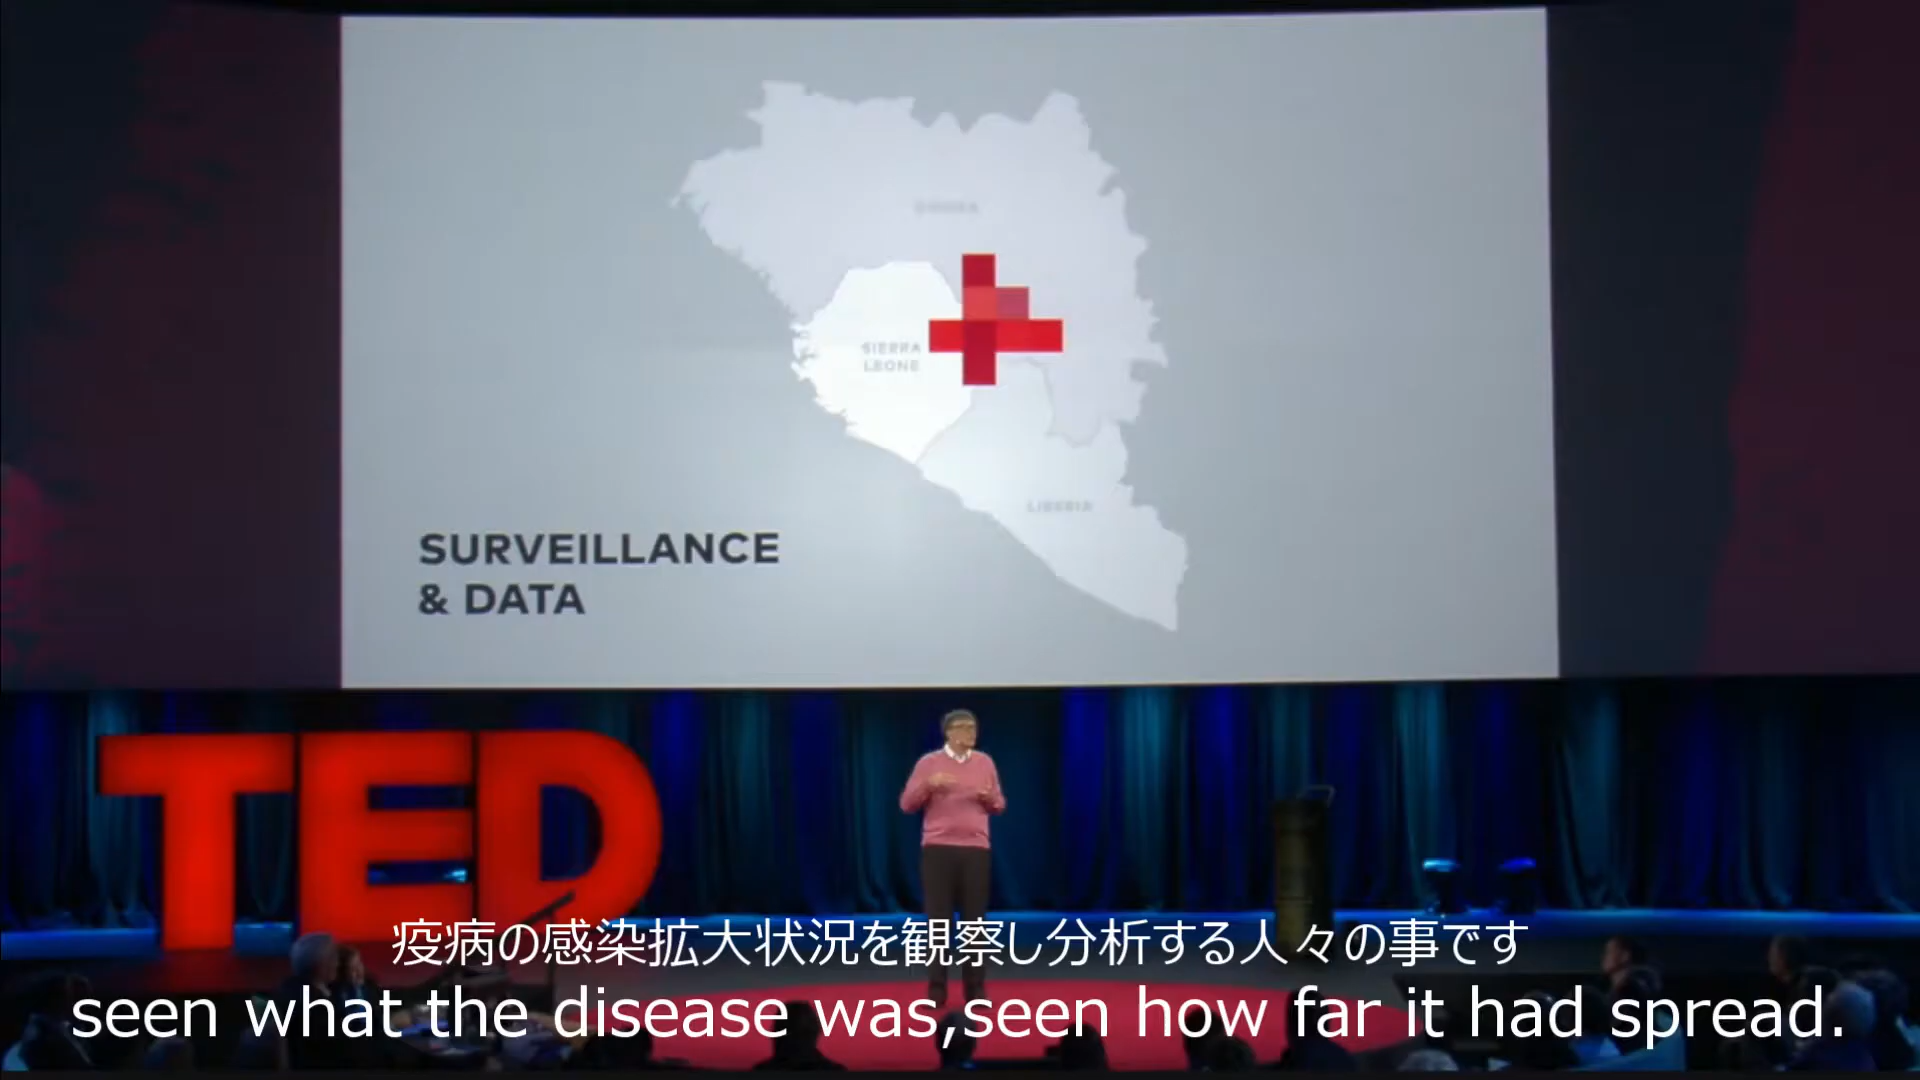 GUINEA
SIERRA
LEONE
LIBERIA
SURVEILLANCE
& DATA
TED
疫病の感染拡大状況を観察し分析する人々の事です
seen what the disease was,seen how far it had spread.